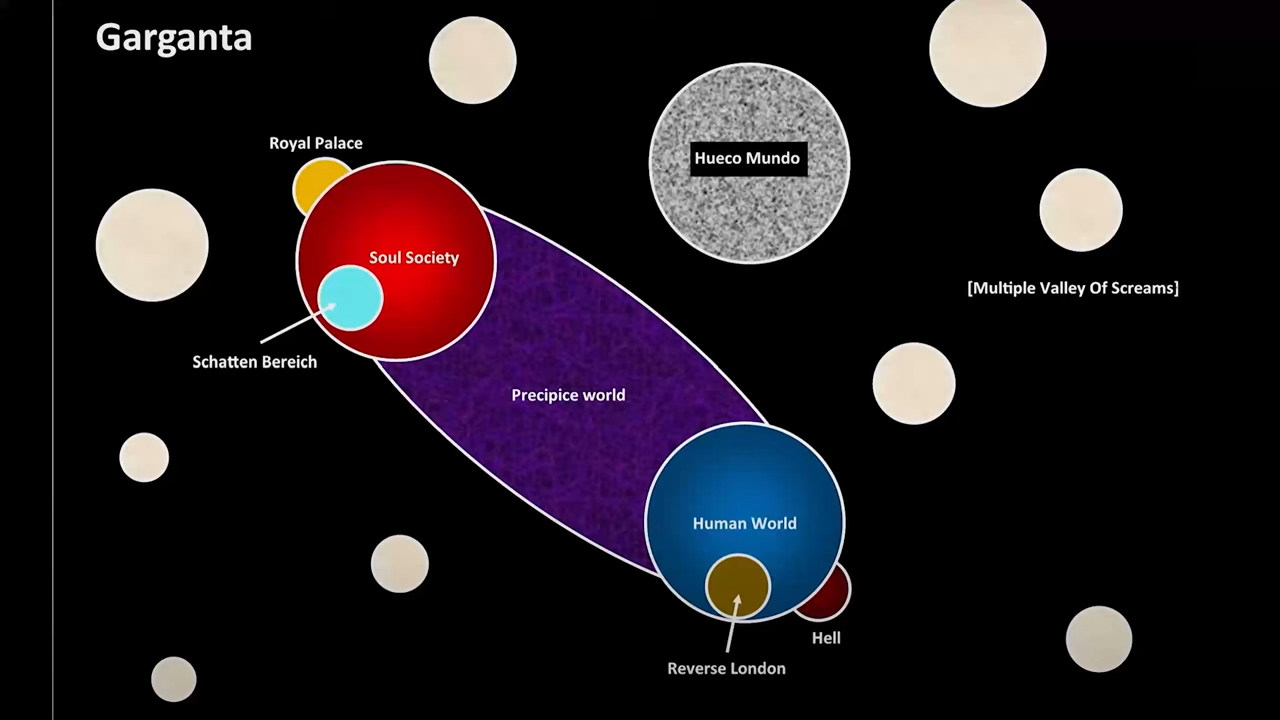 Garganta
Royal Palace
Hueco Mundo
Soul Society
[Multiple Valley Of Screams]
Schatten Bereich
Precipice world
Human World
Hell
Reverse London